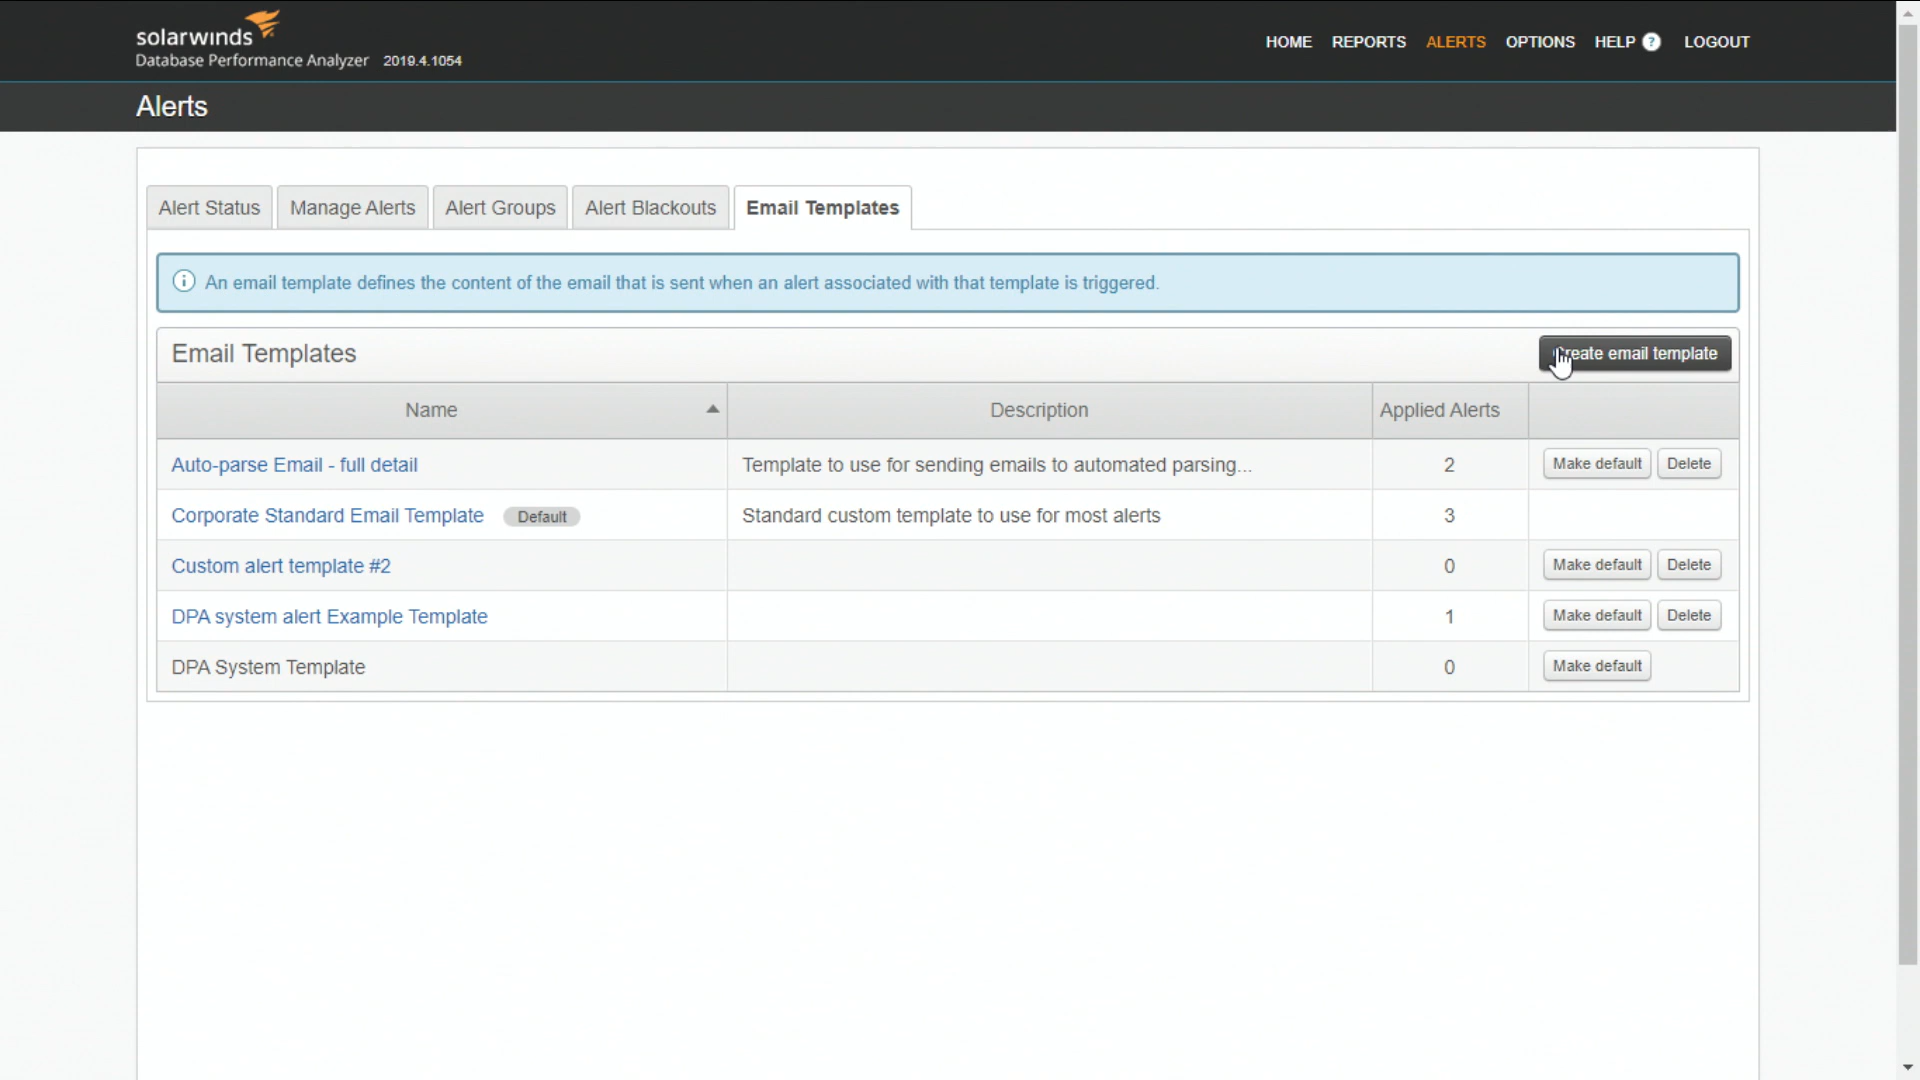 solarwinds
Database Performance Analyzer 2019.4.1054
HOME REPORTS ALERTS OPTIONS HELP ? LOGOUT
Alerts
Alert Status Manage Alerts Alert Groups Alert Blackouts Email Templates
An email template defines the content of the email that is sent when an alert associated with that template is triggered.
Email Templates
email template
Name Description Applied Alerts
Auto-parse Email - full detail Template to use for sending emails to automated parsing... 2 Make default Delete
Corporate Standard Email Template Default Standard custom template to use for most alerts 3
Custom alert template #2 0 Make default Delete
DPA system alert Example Template 1 Make default Delete
DPA System Template 0 Make default